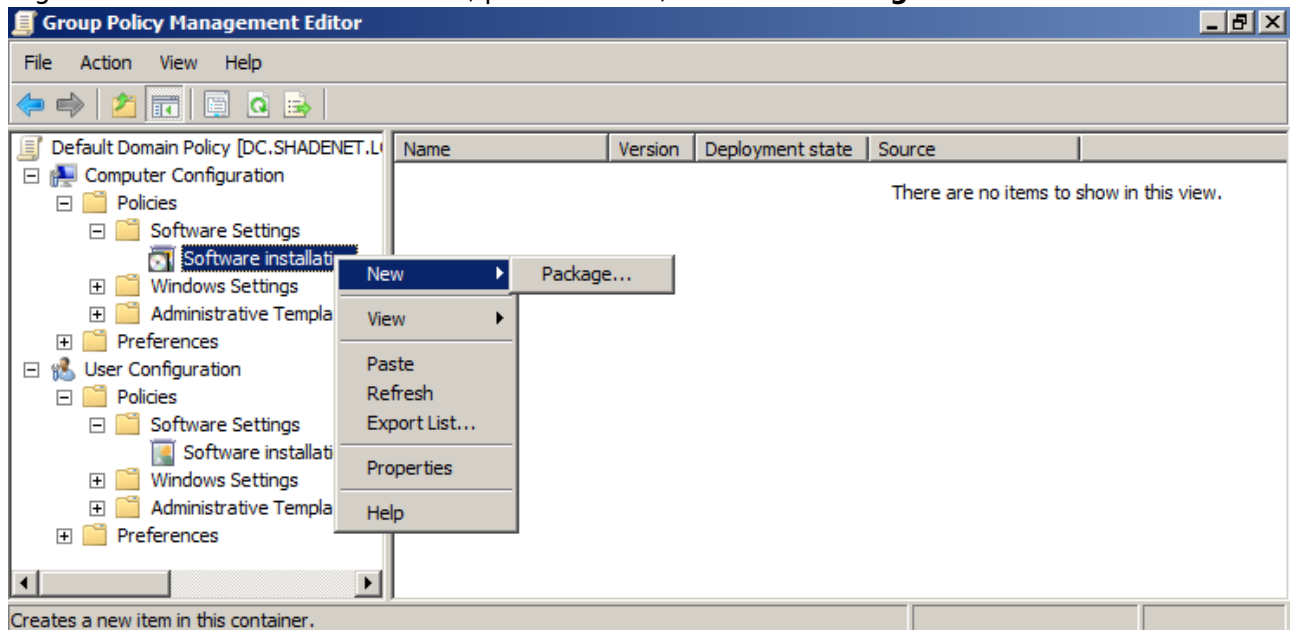 Group Policy Management Editor
File Action View Help
Default Domain Policy [DC.SHADENET.L
Name Version Deployment state Source
Computer Configuration
There are no items to show in this view.
Policies
Software Settings
Software installati
New Package...
Windows Settings
Administrative Templa
View
Preferences
Paste
User Configuration
Refresh
Policies
Export List...
Software Settings
Software installati
Properties
Windows Settings
Administrative Templa
Help
Preferences
Creates a new item in this container.